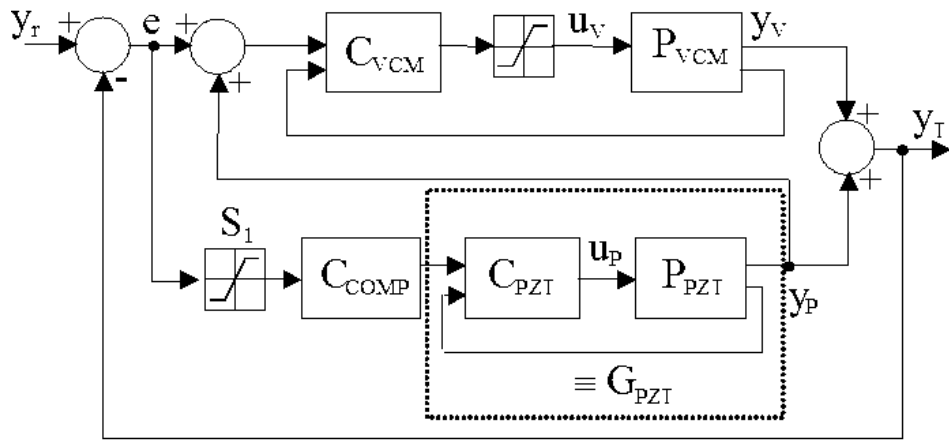 y_r
+
-
e
+
+
C_VCM
u_V
P_VCM
y_V
+
+
y_T
S_1
C_COMP
C_PZT
u_P
P_PZT
y_P
≡ G_PZT